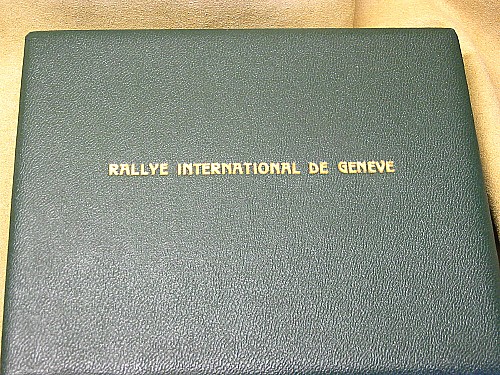 RALLYE INTERNATIONAL DE GENEVE